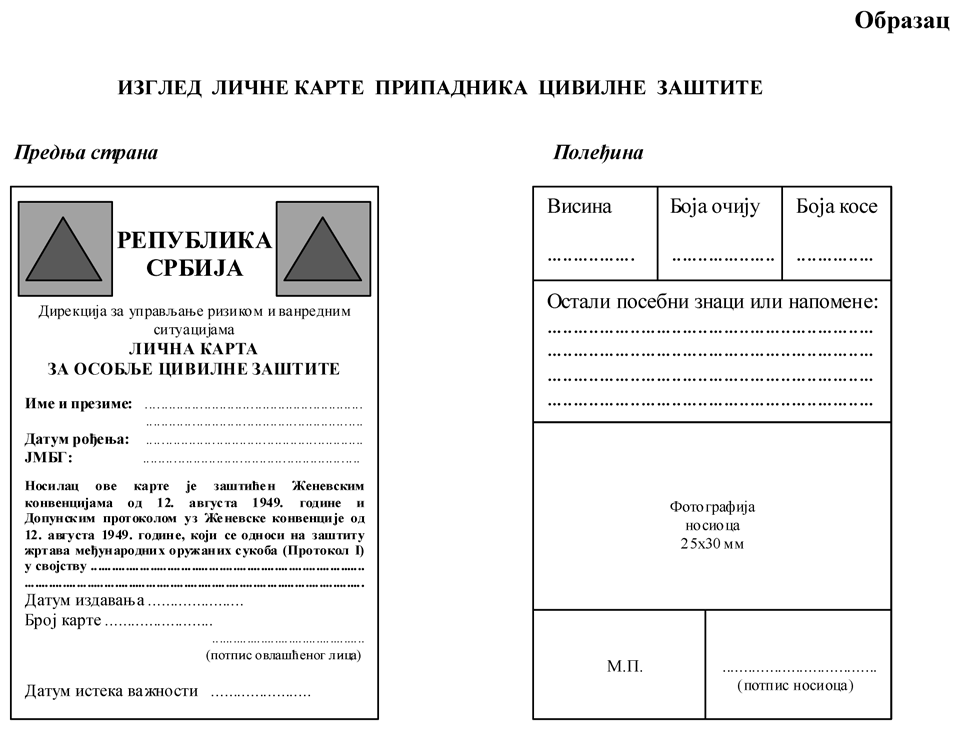 Образац
ИЗГЛЕД ЛИЧНЕ КАРТЕ ПРИПАДНИКА ЦИВИЛНЕ ЗАШТИТЕ
Предња страна
РЕПУБЛИКА
СРБИЈА
Дирекција за управљање ризиком и ванредним
ситуацијама
ЛИЧНА КАРТА
ЗА ОСОБЉЕ ЦИВИЛНЕ ЗАШТИТЕ
Име и презиме: ........................................................
........................................................
Датум рођења: ........................................................
ЈМБГ: ........................................................
Носилац ове карте је заштићен Женевским
конвенцијама од 12. августа 1949. године и
Допунским протоколом уз Женевске конвенције од
12. августа 1949. године, који се односи на заштиту
жртава међународних оружаних сукоба (Протокол I)
у својству ........................................................
........................................................
Датум издавања ........................
Број карте ........................
........................................
(потпис овлашћеног лица)
Датум истека важности ........................
Полеђина
Висина
.................
Боја очију
....................
Боја косе
...............
Остали посебни знаци или напомене:
...............................................................
...............................................................
...............................................................
...............................................................
Фотографија
носиоца
25x30 мм
М.П.
...................................
(потпис носиоца)